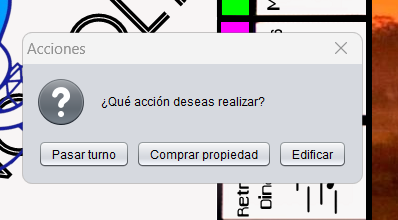 Acciones
¿Qué acción deseas realizar?
Pasar turno
Comprar propiedad
Edificar